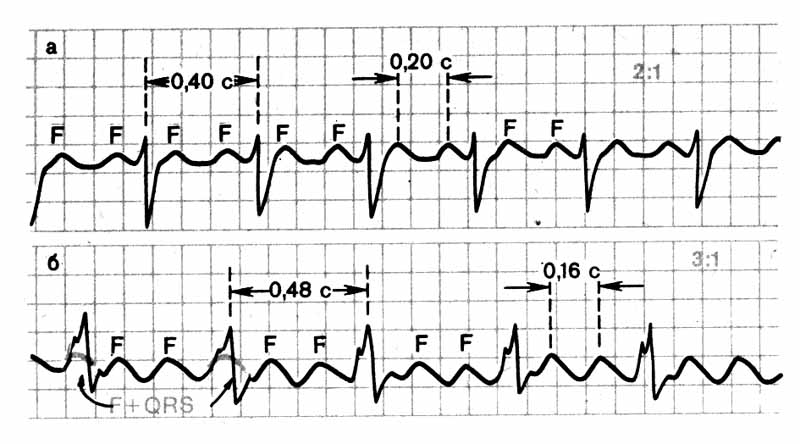 а
0,40 с
0,20 с
2:1
F F F F F F F F
б
0,48 с
0,16 с
3:1
F F F F F F
F+QRS